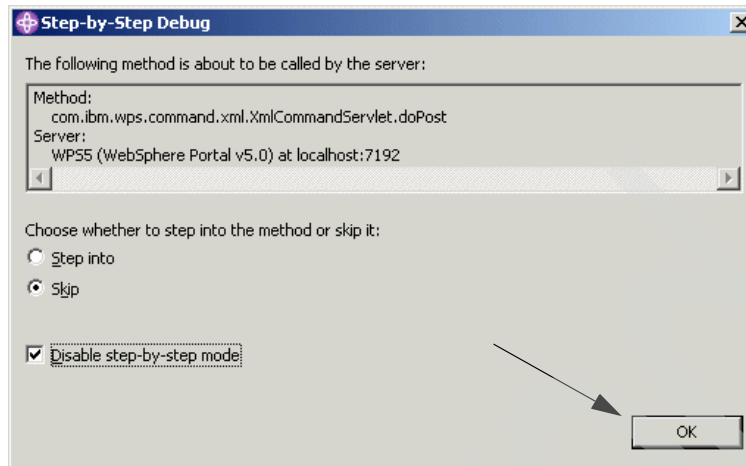 Step-by-Step Debug
The following method is about to be called by the server:
Method:
com.ibm.wps.command.xml.XmlCommandServlet.doPost
Server:
WPS5 (WebSphere Portal v5.0) at localhost:7192
Choose whether to step into the method or skip it:
Step into
Skip
Disable step-by-step mode
OK